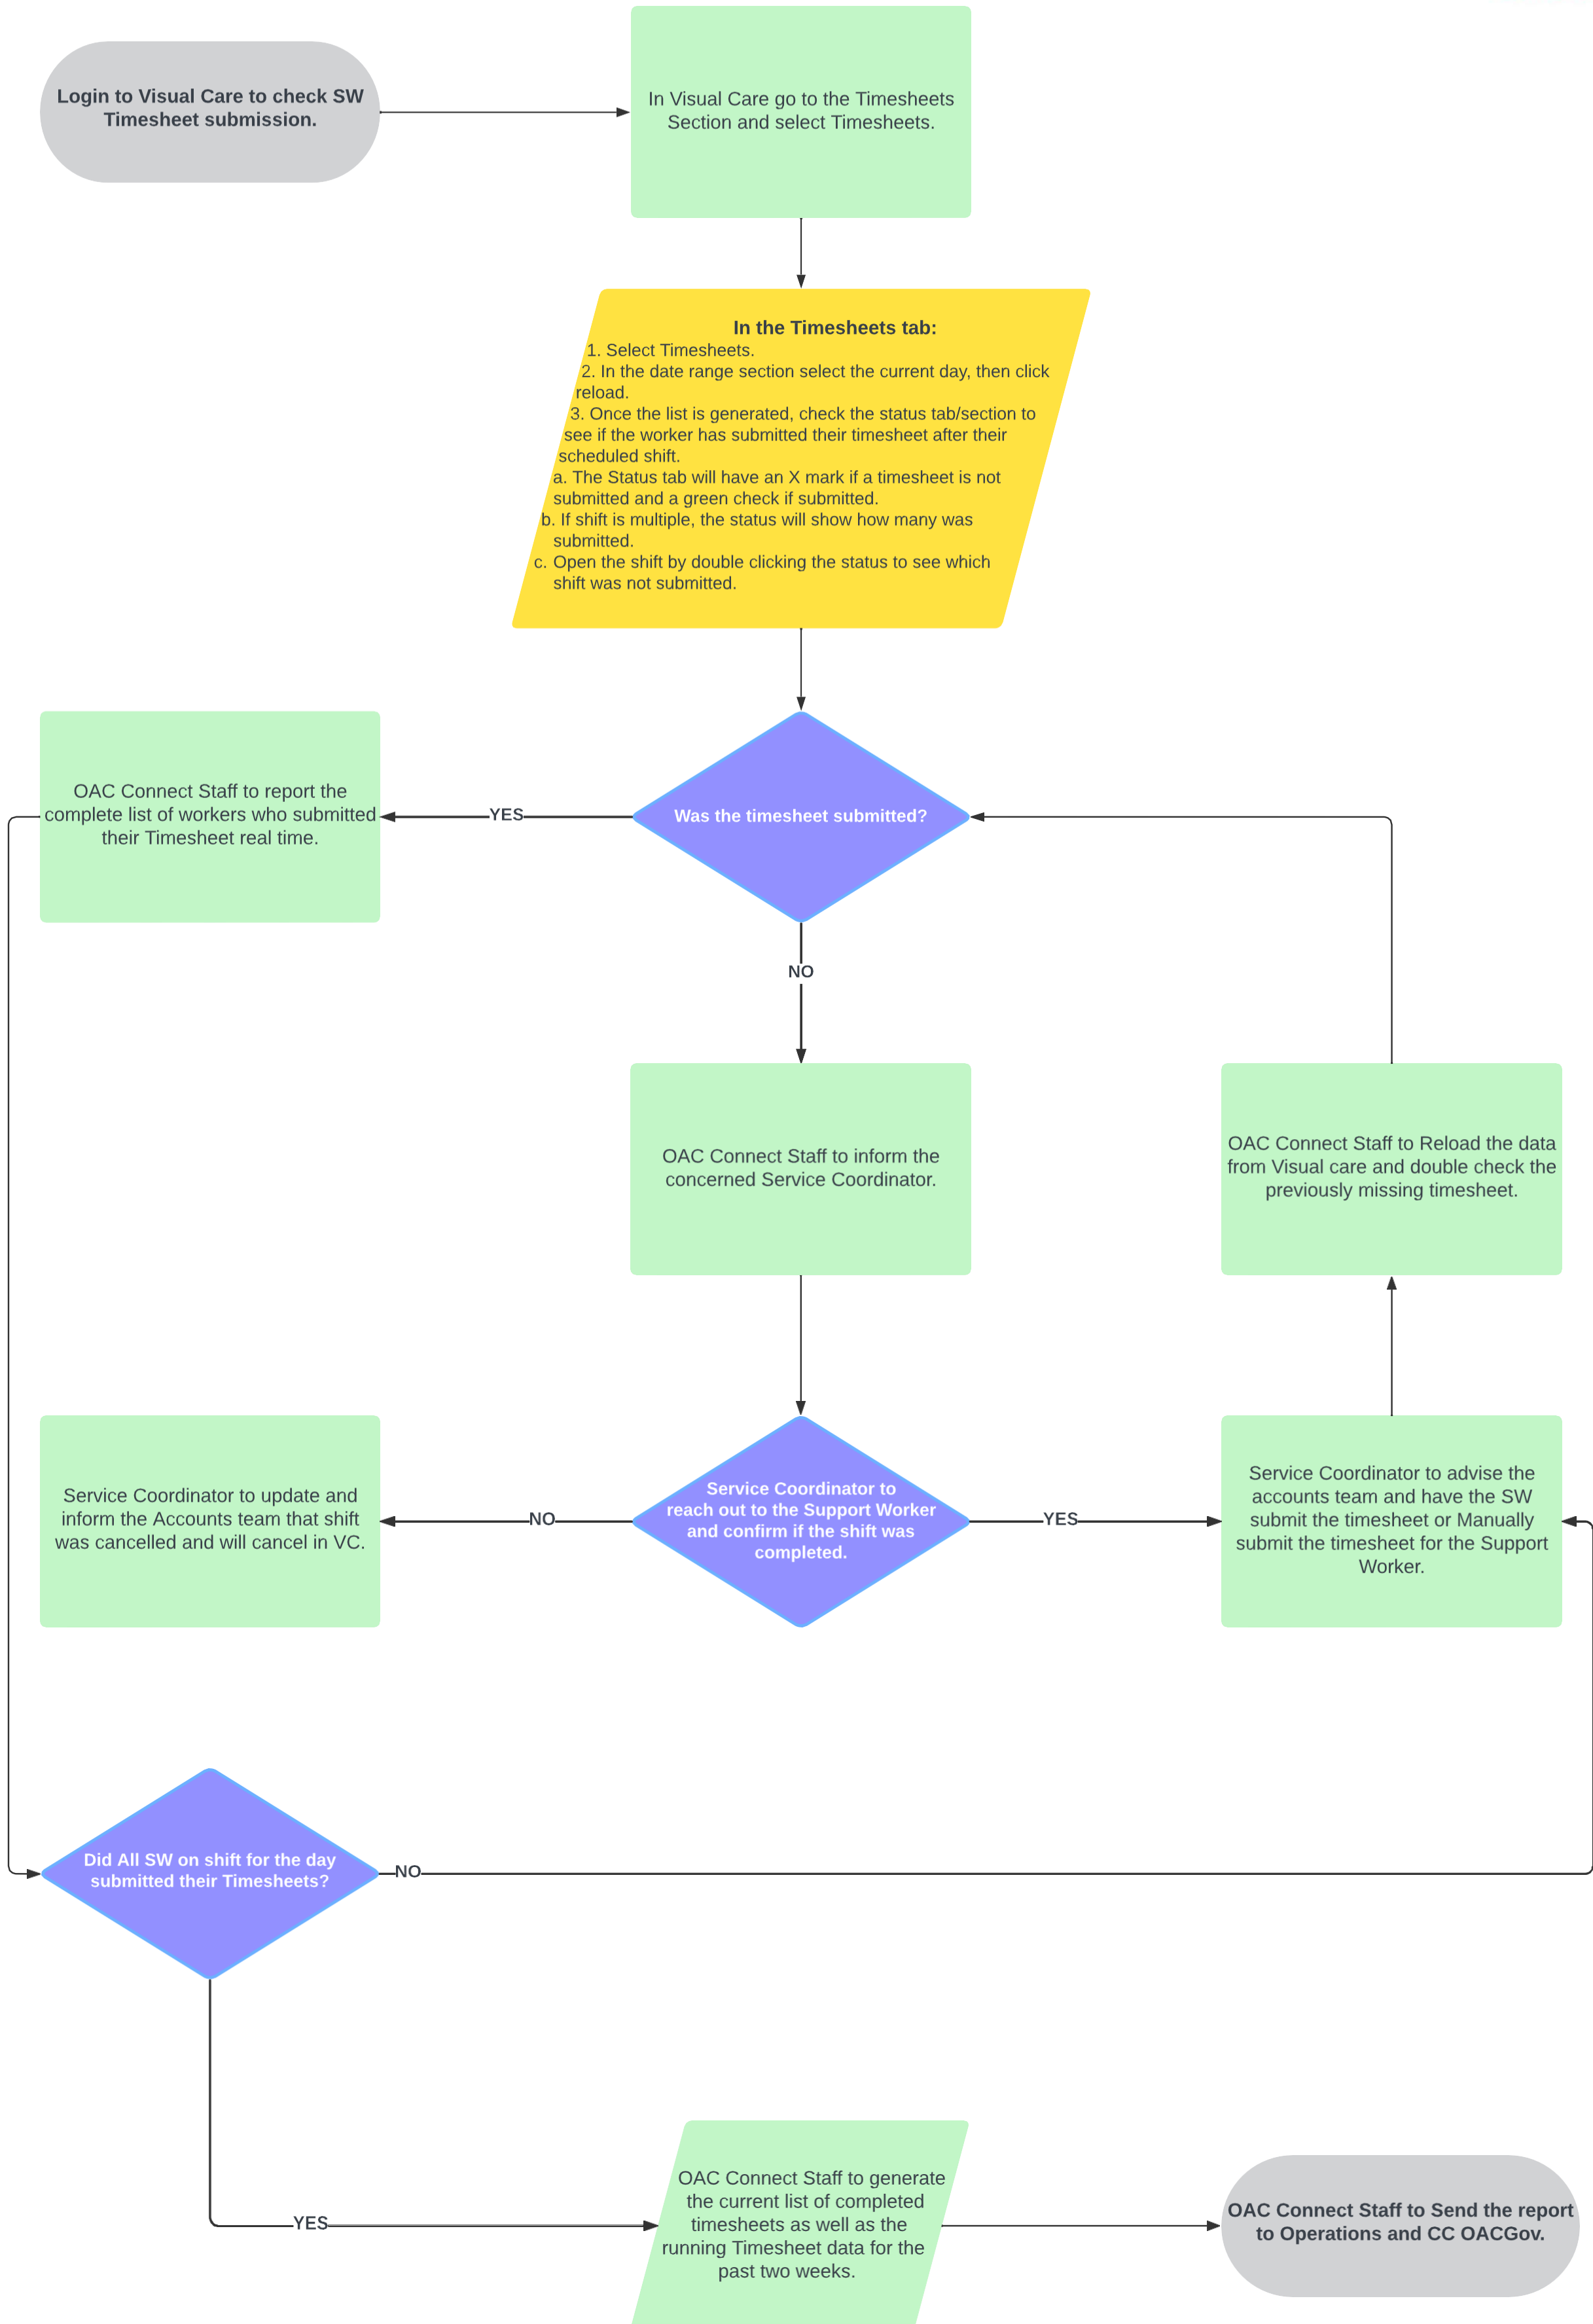 Login to Visual Care to check SW
Timesheet submission.
In Visual Care go to the Timesheets
Section and select Timesheets.
In the Timesheets tab:
1. Select Timesheets.
2. In the date range section select the current day, then click
reload.
3. Once the list is generated, check the status tab/section to
see if the worker has submitted their timesheet after their
scheduled shift.
a. The Status tab will have an X mark if a timesheet is not
submitted and a green check if submitted.
b. If shift is multiple, the status will show how many was
submitted.
c. Open the shift by double clicking the status to see which
shift was not submitted.
OAC Connect Staff to report the
complete list of workers who submitted
their Timesheet real time.
YES
Was the timesheet submitted?
NO
OAC Connect Staff to inform the
concerned Service Coordinator.
OAC Connect Staff to Reload the data
from Visual care and double check the
previously missing timesheet.
Service Coordinator to update and
inform the Accounts team that shift
was cancelled and will cancel in VC.
NO
Service Coordinator to
reach out to the Support Worker
and confirm if the shift was
completed.
YES
Service Coordinator to advise the
accounts team and have the SW
submit the timesheet or Manually
submit the timesheet for the Support
Worker.
Did All SW on shift for the day
submitted their Timesheets?
NO
YES
OAC Connect Staff to generate
the current list of completed
timesheets as well as the
running Timesheet data for the
past two weeks.
OAC Connect Staff to Send the report
to Operations and CC OACGov.